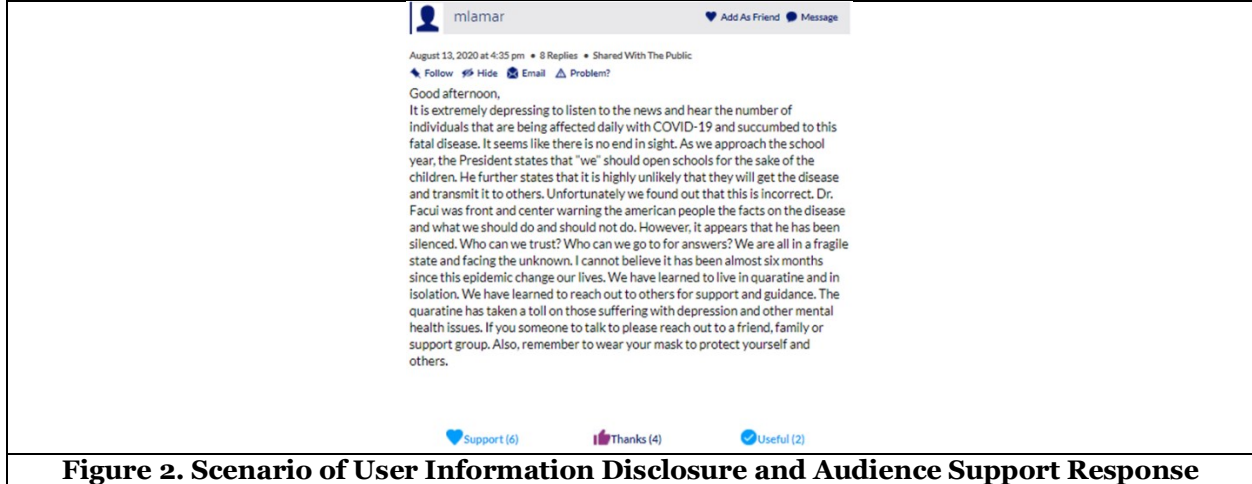 mlamar Add As Friend Message
August 13, 2020 at 4:35 pm • 8 Replies • Shared With The Public
Follow Hide Email Problem?
Good afternoon,
It is extremely depressing to listen to the news and hear the number of
individuals that are being affected daily with COVID-19 and succumbed to this
fatal disease. It seems like there is no end in sight. As we approach the school
year, the President states that "we" should open schools for the sake of the
children. He further states that it is highly unlikely that they will get the disease
and transmit it to others. Unfortunately we found out that this is incorrect. Dr.
Facui was front and center warning the american people the facts on the disease
and what we should do and should not do. However, it appears that he has been
silenced. Who can we trust? Who can we go to for answers? We are all in a fragile
state and facing the unknown. I cannot believe it has been almost six months
since this epidemic change our lives. We have learned to live in quaratine and in
isolation. We have learned to reach out to others for support and guidance. The
quaratine has taken a toll on those suffering with depression and other mental
health issues. If you someone to talk to please reach out to a friend, family or
support group. Also, remember to wear your mask to protect yourself and
others.
Support (6) Thanks (4) Useful (2)
Figure 2. Scenario of User Information Disclosure and Audience Support Response